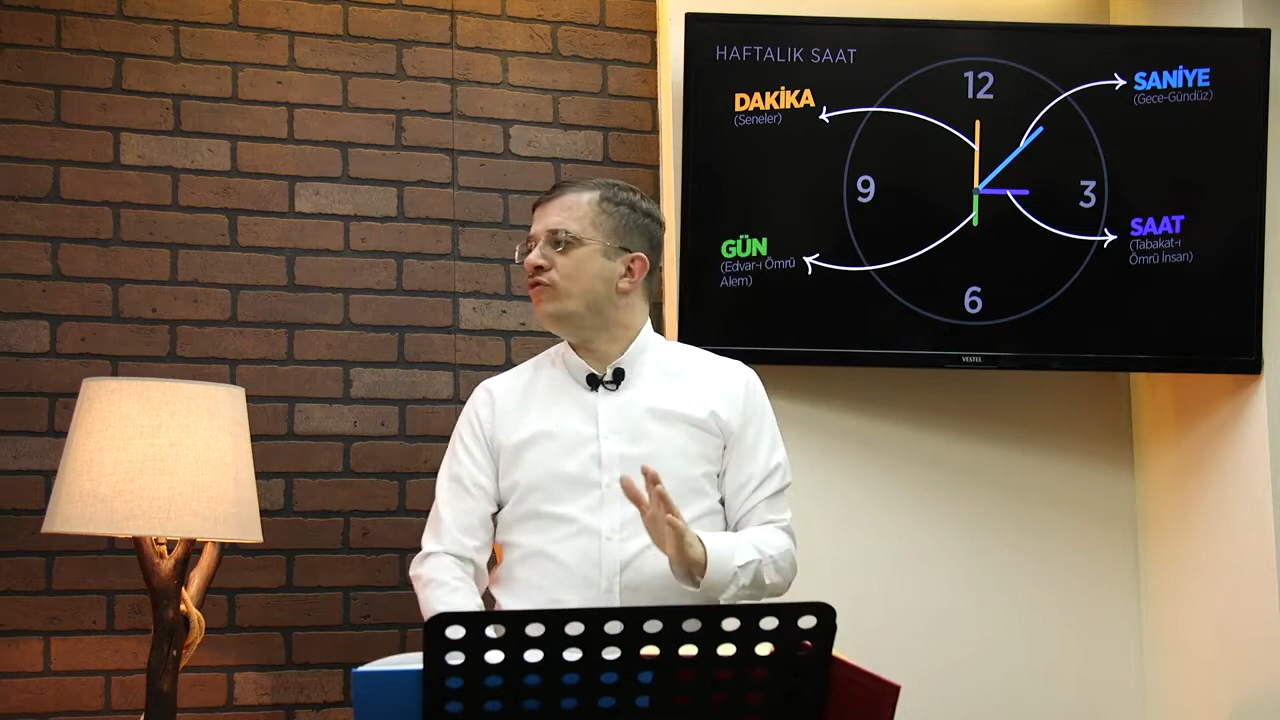 HAFTALIK SAAT
DAKİKA
(Seneler)
12
SANİYE
(Gece-Gündüz)
9
3
GÜN
(Edvar-ı Ömrü
Alem)
SAAT
(Tabakat-ı
Ömrü İnsan)
6
VESTEL